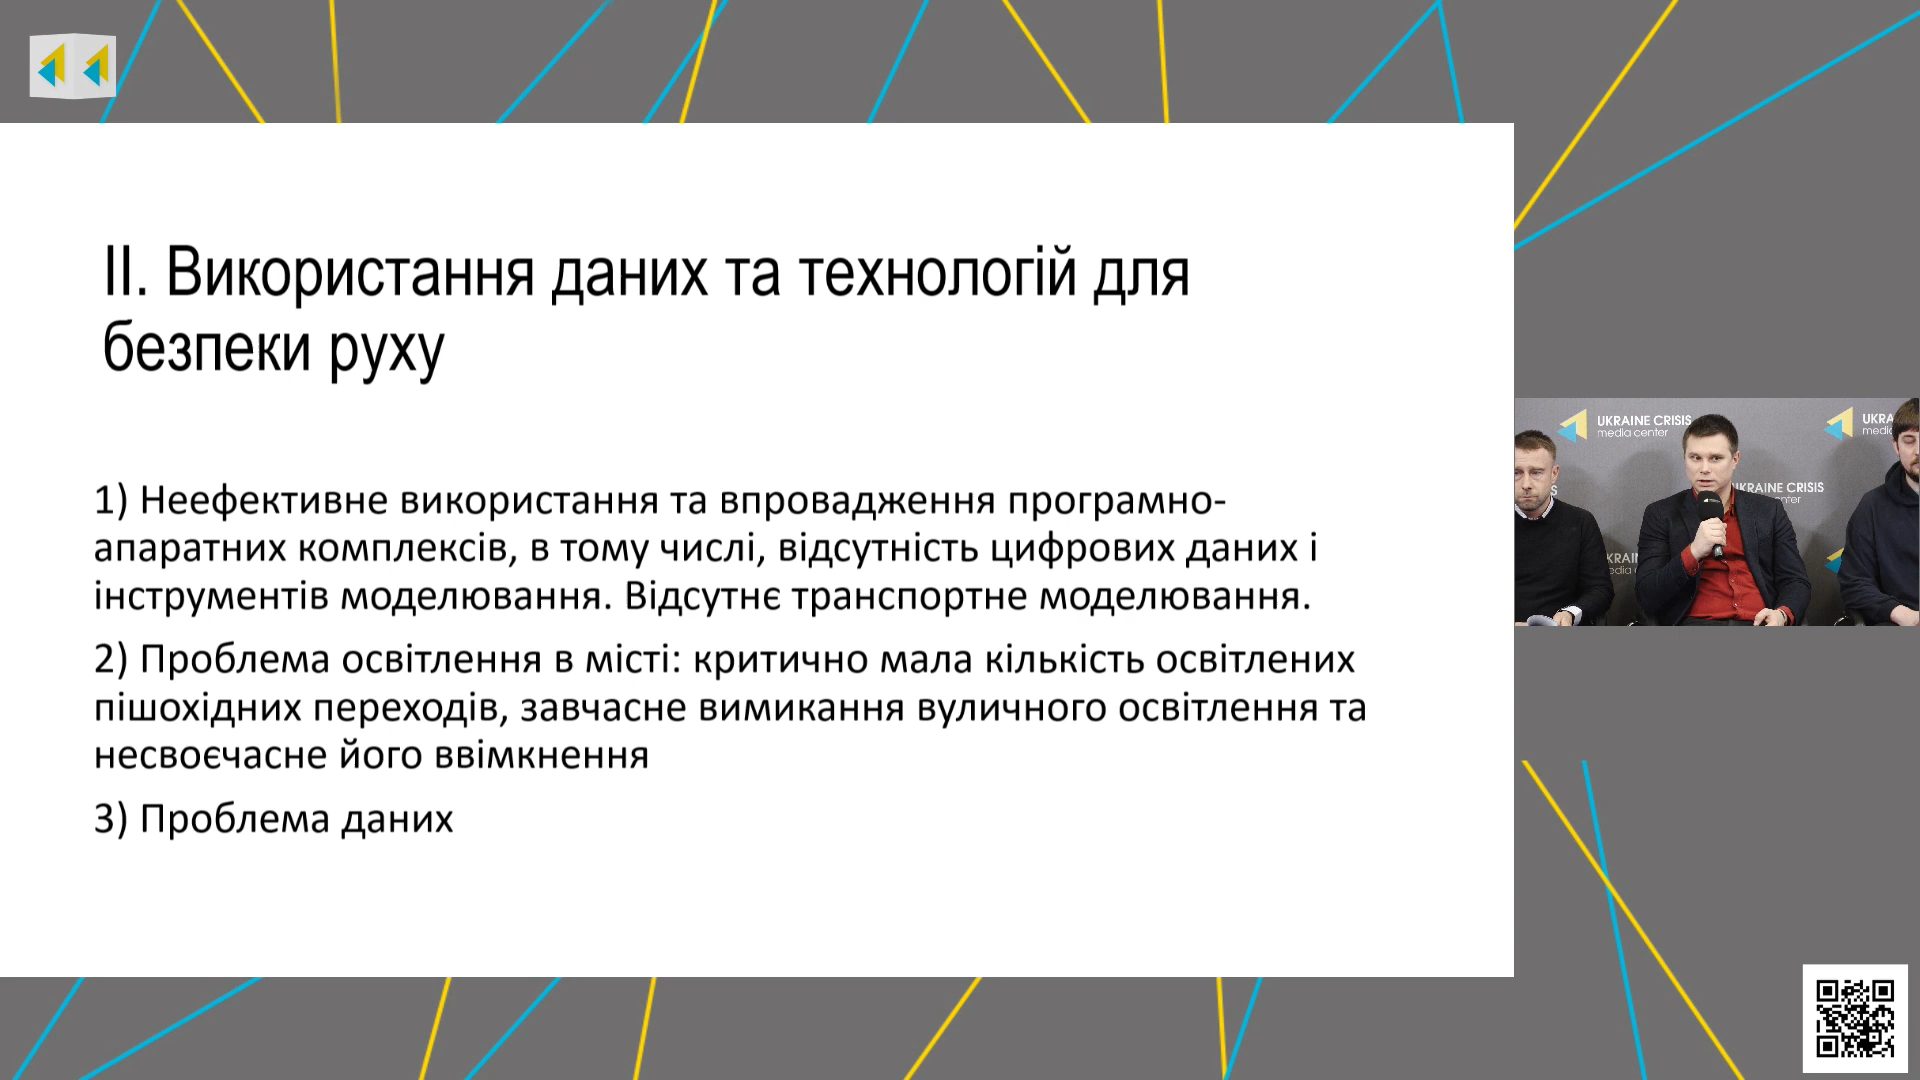 II. Використання даних та технологій для
безпеки руху
1) Неефективне використання та впровадження програмно-
апаратних комплексів, в тому числі, відсутність цифрових даних і
інструментів моделювання. Відсутнє транспортне моделювання.
2) Проблема освітлення в місті: критично мала кількість освітлених
пішохідних переходів, завчасне вимикання вуличного освітлення та
несвоєчасне його ввімкнення
3) Проблема даних
UKRAINE CRISIS
media center
UKRAINE CRISIS